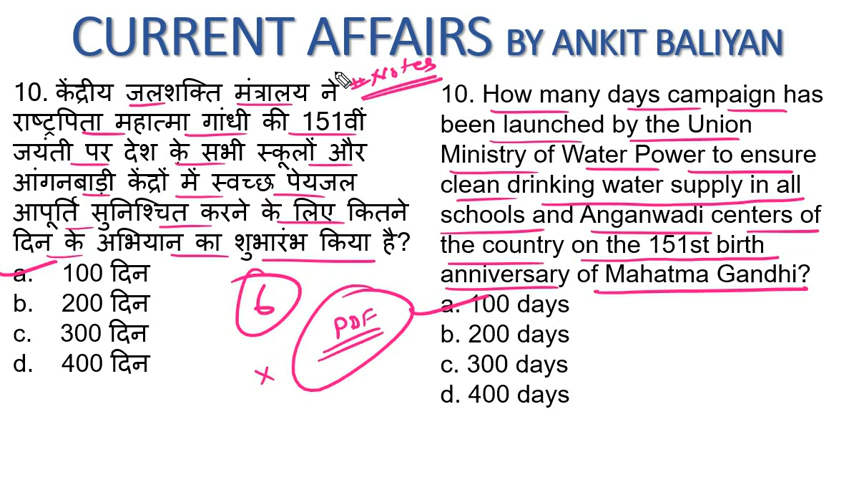 CURRENT AFFAIRS BY ANKIT BALIYAN
10. केंद्रीय जलशक्ति मंत्रालय ने
राष्ट्रपिता महात्मा गांधी की 151वीं
जयंती पर देश के सभी स्कूलों और
आंगनबाड़ी केंद्रों में स्वच्छ पेयजल
आपूर्ति सुनिश्चित करने के लिए कितने
दिन के अभियान का शुभारंभ किया है?
a. 100 दिन
b. 200 दिन
c. 300 दिन
d. 400 दिन
Notes
6
PDF
10. How many days campaign has
been launched by the Union
Ministry of Water Power to ensure
clean drinking water supply in all
schools and Anganwadi centers of
the country on the 151st birth
anniversary of Mahatma Gandhi?
a. 100 days
b. 200 days
c. 300 days
d. 400 days